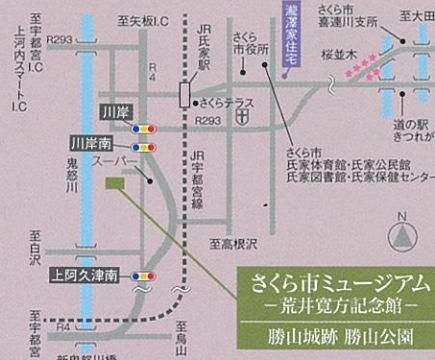 至矢板I.C
至宇都宮I.C
上河内スマートI.C
R293
R4
JR氏家駅
さくら市役所
瀧澤家住宅
さくら市
喜連川支所
至大田
桜並木
さくらテラス
R293
川岸
川岸南
スーパー
鬼怒川
JR宇都宮線
さくら市
氏家体育館・氏家公民館
氏家図書館・氏家保健センター
道の駅
きつれが
至白沢
至高根沢
N
上阿久津南
さくら市ミュージアム
－荒井寛方記念館－
勝山城跡 勝山公園
至宇都宮
R4
至烏山
新鬼怒川橋